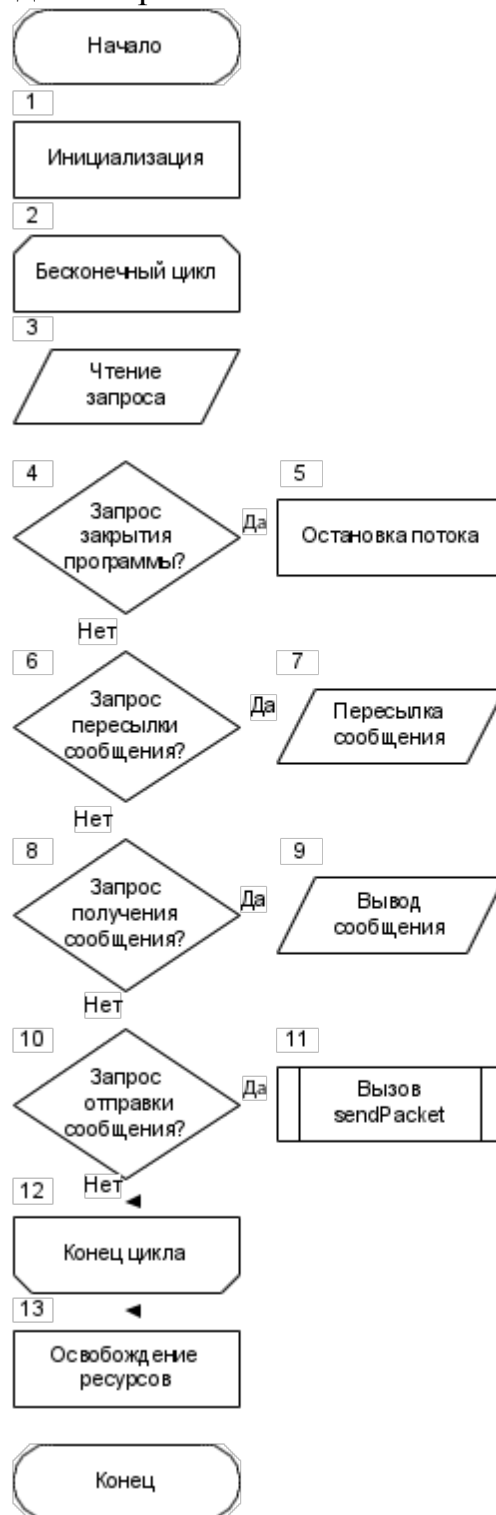 Начало
1
Инициализация
2
Бесконечный цикл
3
Чтение
запроса
4
Запрос
закрытия
программы?
Да
5
Остановка потока
Нет
6
Запрос
пересылки
сообщения?
Да
7
Пересылка
сообщения
Нет
8
Запрос
получения
сообщения?
Да
9
Вывод
сообщения
Нет
10
Запрос
отправки
сообщения?
Да
11
Вызов
sendPacket
Нет
12
Конец цикла
13
Освобождение
ресурсов
Конец